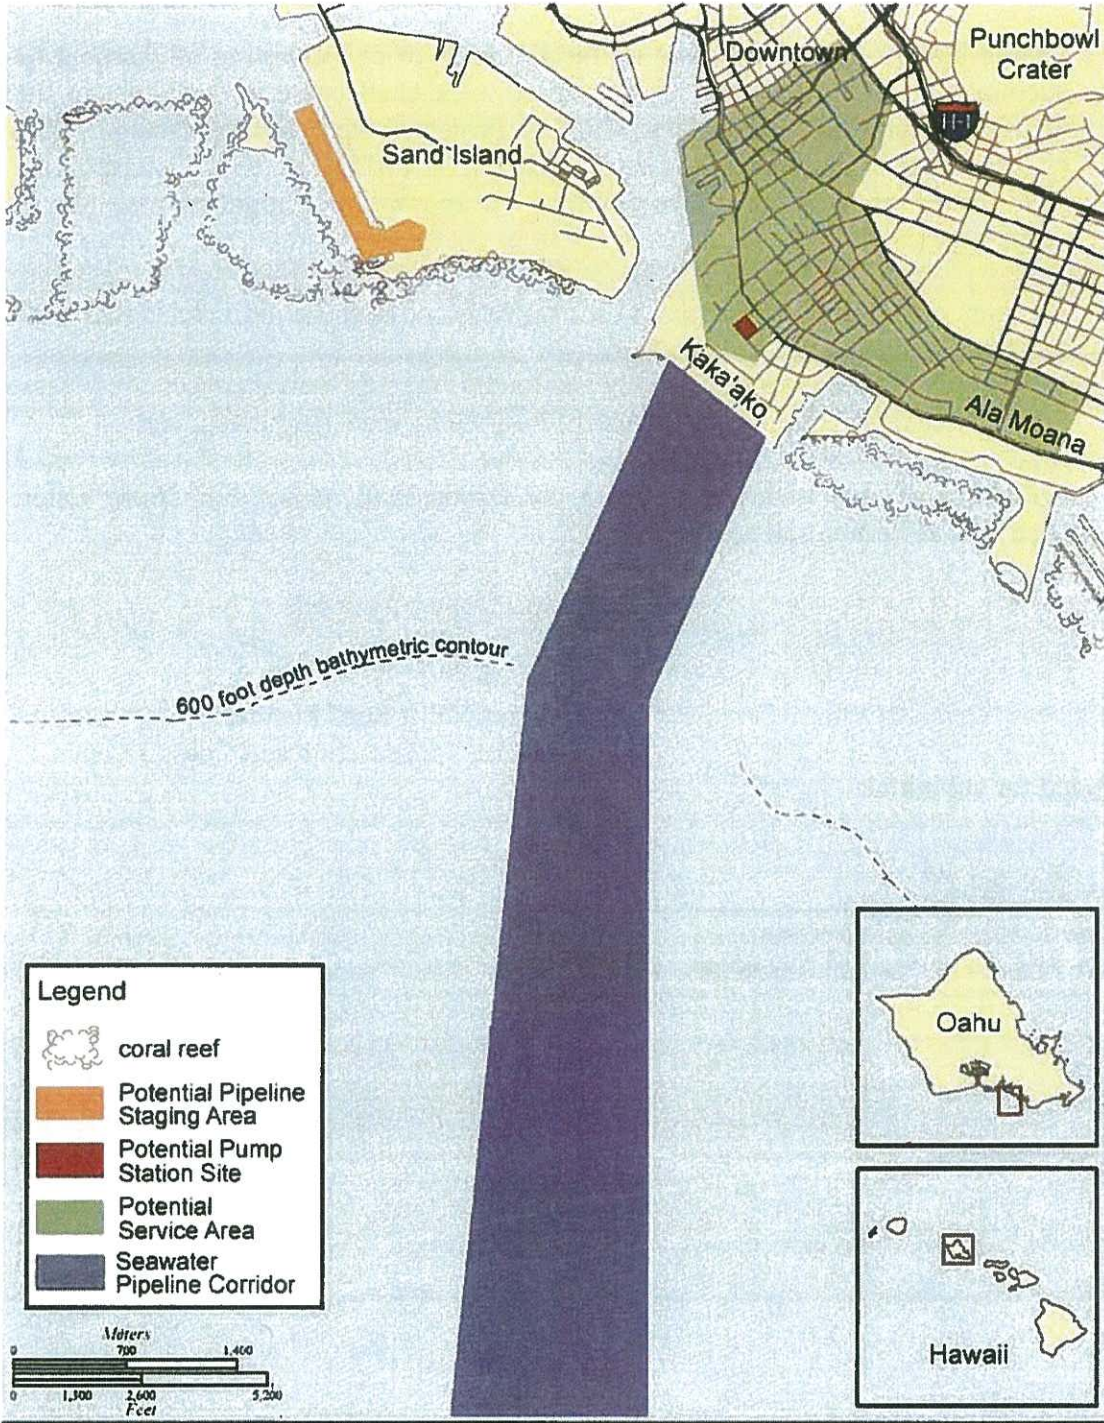 Downtown
Punchbowl
Crater
H-1
Sand Island
Kaka'ako
Ala Moana
600 foot depth bathymetric contour
Legend
coral reef
Potential Pipeline
Staging Area
Potential Pump
Station Site
Potential
Service Area
Seawater
Pipeline Corridor
Meters
0 700 1,400
0 1,300 2,600 5,200
Feet
Oahu
Hawaii